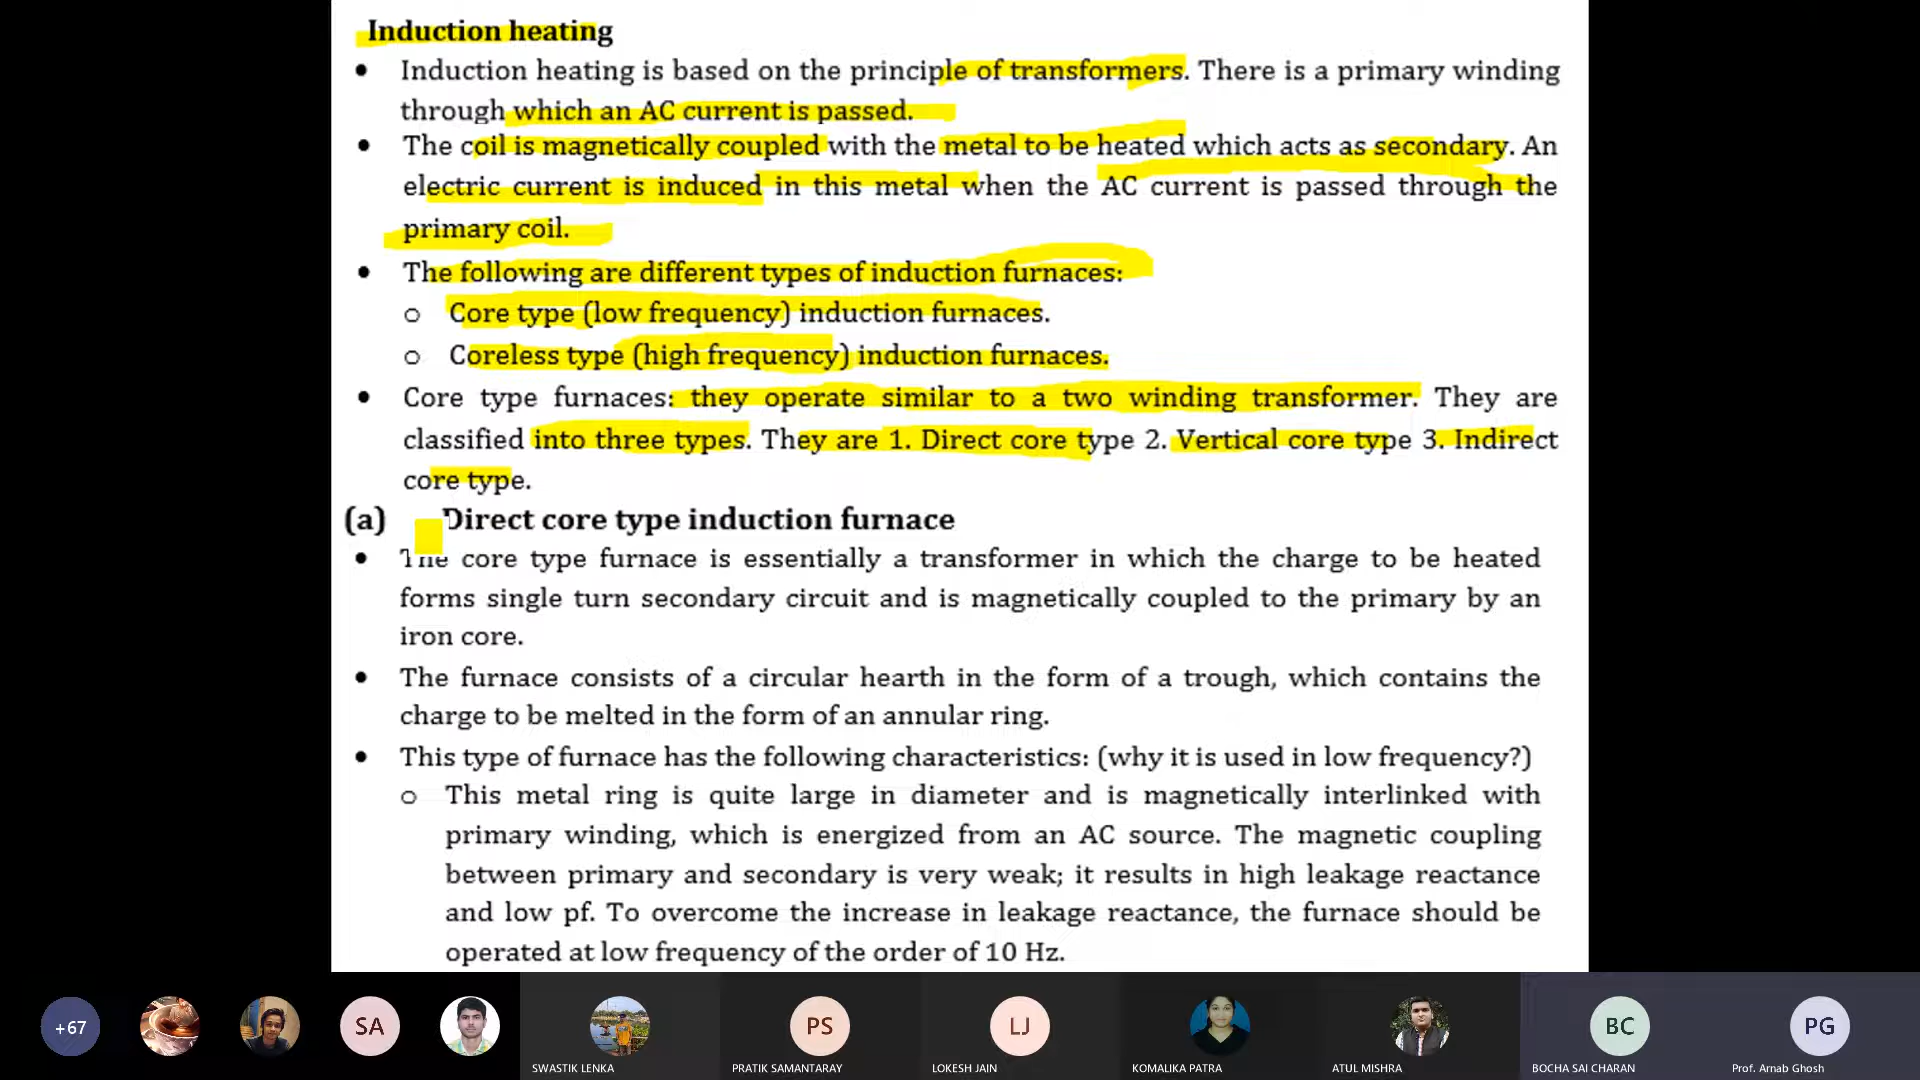 Induction heating
• Induction heating is based on the principle of transformers. There is a primary winding
through which an AC current is passed.
• The coil is magnetically coupled with the metal to be heated which acts as secondary. An
electric current is induced in this metal when the AC current is passed through the
primary coil.
• The following are different types of induction furnaces:
o Core type (low frequency) induction furnaces.
o Coreless type (high frequency) induction furnaces.
• Core type furnaces: they operate similar to a two winding transformer. They are
classified into three types. They are 1. Direct core type 2. Vertical core type 3. Indirect
core type.
(a) Direct core type induction furnace
• The core type furnace is essentially a transformer in which the charge to be heated
forms single turn secondary circuit and is magnetically coupled to the primary by an
iron core.
• The furnace consists of a circular hearth in the form of a trough, which contains the
charge to be melted in the form of an annular ring.
• This type of furnace has the following characteristics: (why it is used in low frequency?)
o This metal ring is quite large in diameter and is magnetically interlinked with
primary winding, which is energized from an AC source. The magnetic coupling
between primary and secondary is very weak; it results in high leakage reactance
and low pf. To overcome the increase in leakage reactance, the furnace should be
operated at low frequency of the order of 10 Hz.
+67
SA
PS
LJ
BC
PG
SWASTIK LENKA
PRATIK SAMANTARAY
LOKESH JAIN
KOMALIKA PATRA
ATUL MISHRA
BOCHA SAI CHARAN
Prof. Arnab Ghosh